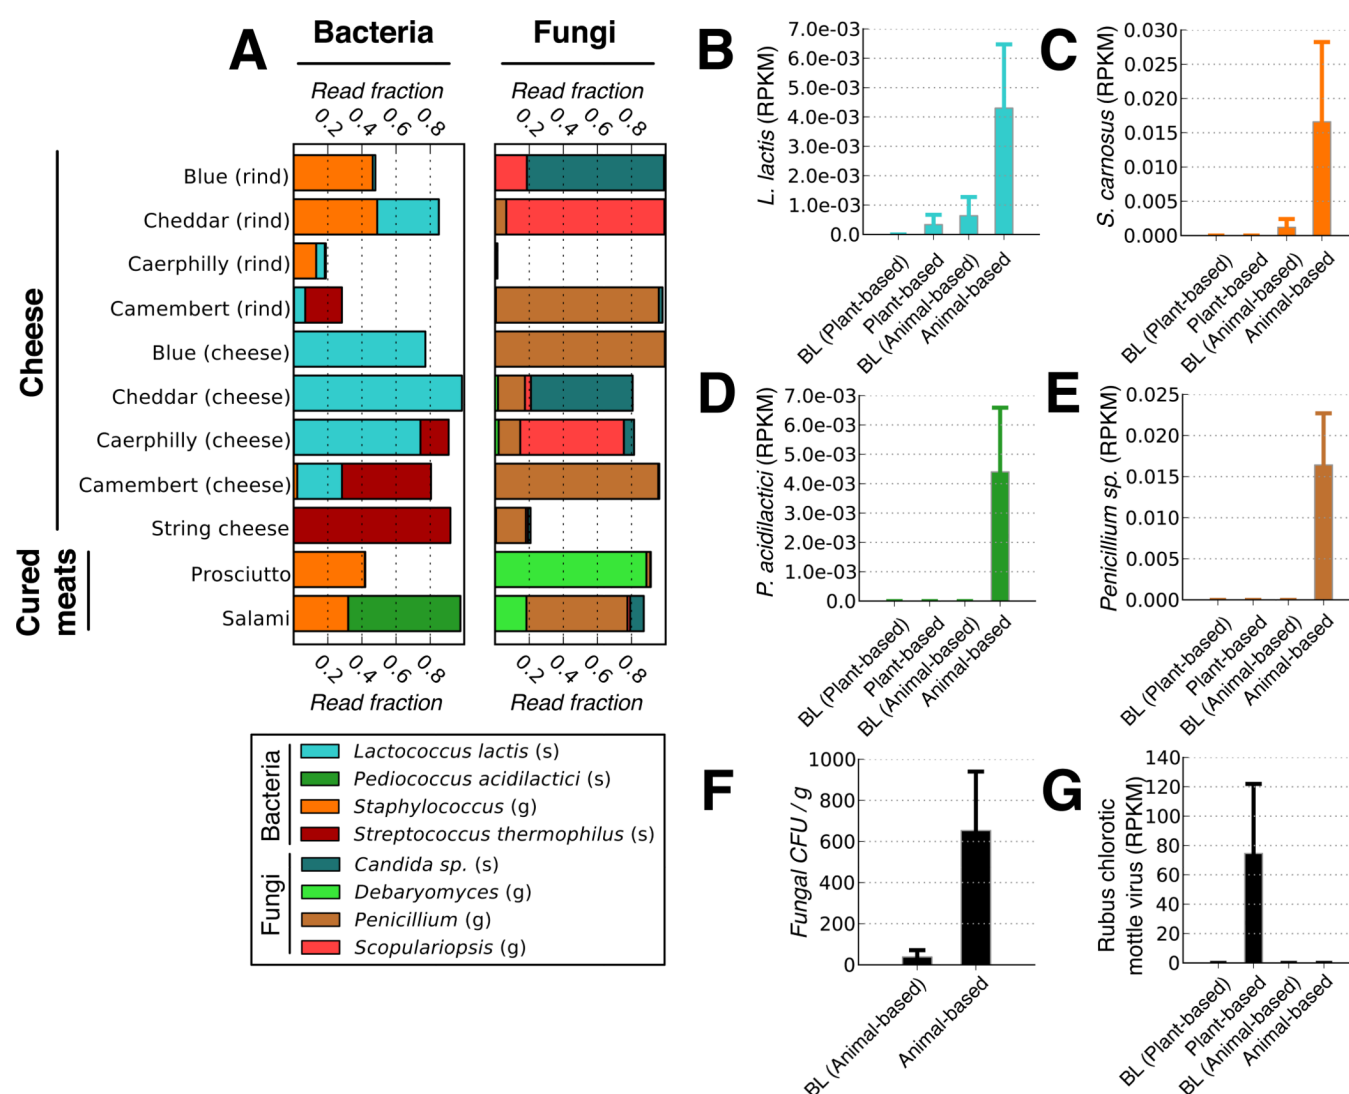 A
Bacteria
Fungi
Read fraction
Read fraction
0.2 0.4 0.6 0.8
0.2 0.4 0.6 0.8
Cheese
Blue (rind)
Cheddar (rind)
Caerphilly (rind)
Camembert (rind)
Blue (cheese)
Cheddar (cheese)
Caerphilly (cheese)
Camembert (cheese)
String cheese
Cured
meats
Prosciutto
Salami
0.2 0.4 0.6 0.8
0.2 0.4 0.6 0.8
Read fraction
Read fraction
Bacteria
Lactococcus lactis (s)
Pediococcus acidilactici (s)
Staphylococcus (g)
Streptococcus thermophilus (s)
Fungi
Candida sp. (s)
Debaryomyces (g)
Penicillium (g)
Scopulariopsis (g)
B
L. lactis (RPKM)
7.0e-03
6.0e-03
5.0e-03
4.0e-03
3.0e-03
2.0e-03
1.0e-03
0.0
BL (Plant-based)
Plant-based
BL (Animal-based)
Animal-based
C
S. carnosus (RPKM)
0.030
0.025
0.020
0.015
0.010
0.005
0.000
BL (Plant-based)
Plant-based
BL (Animal-based)
Animal-based
D
P. acidilactici (RPKM)
7.0e-03
6.0e-03
5.0e-03
4.0e-03
3.0e-03
2.0e-03
1.0e-03
0.0
BL (Plant-based)
Plant-based
BL (Animal-based)
Animal-based
E
Penicillium sp. (RPKM)
0.025
0.020
0.015
0.010
0.005
0.000
BL (Plant-based)
Plant-based
BL (Animal-based)
Animal-based
F
Fungal CFU / g
1000
800
600
400
200
0
BL (Animal-based)
Animal-based
G
Rubus chlorotic
mottle virus (RPKM)
140
120
100
80
60
40
20
0
BL (Plant-based)
Plant-based
BL (Animal-based)
Animal-based